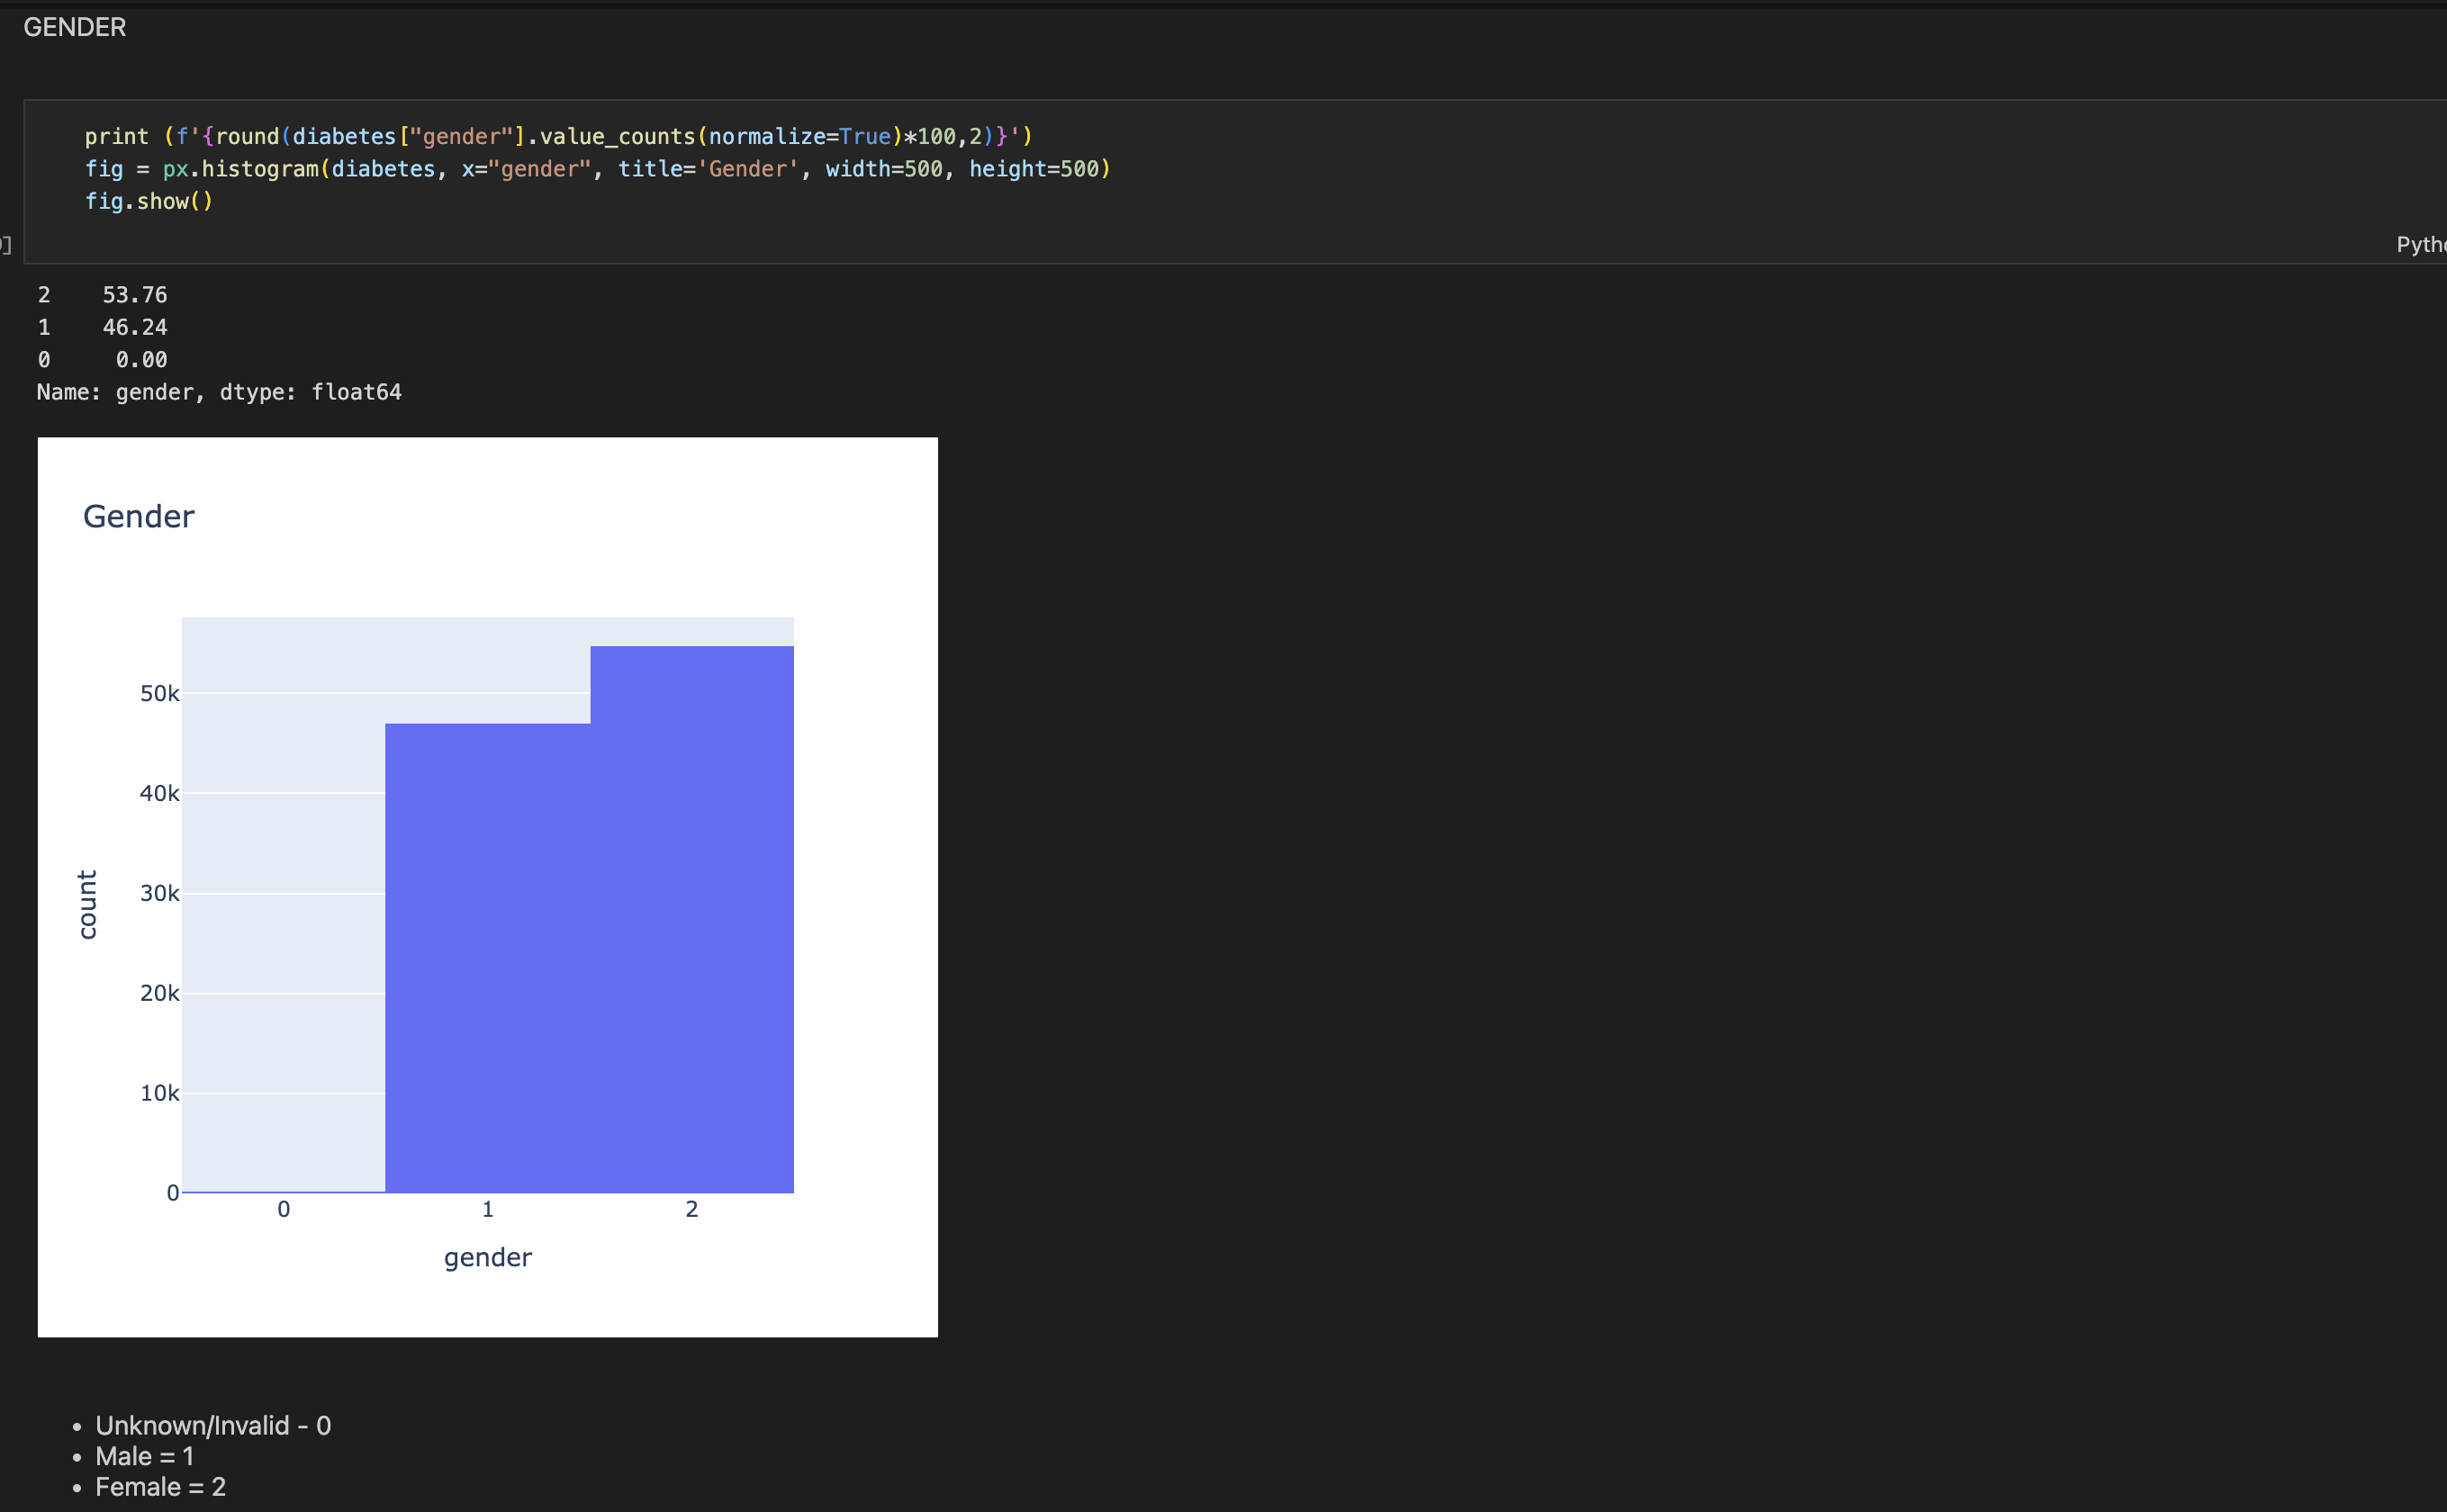 GENDER
print (f'{round(diabetes["gender"].value_counts(normalize=True)*100,2)}')
fig = px.histogram(diabetes, x="gender", title='Gender', width=500, height=500)
fig.show()
]
2    53.76
1    46.24
0     0.00
Name: gender, dtype: float64
Gender
50k
40k
30k
20k
10k
0
count
0 1 2
gender
• Unknown/Invalid - 0
• Male = 1
• Female = 2